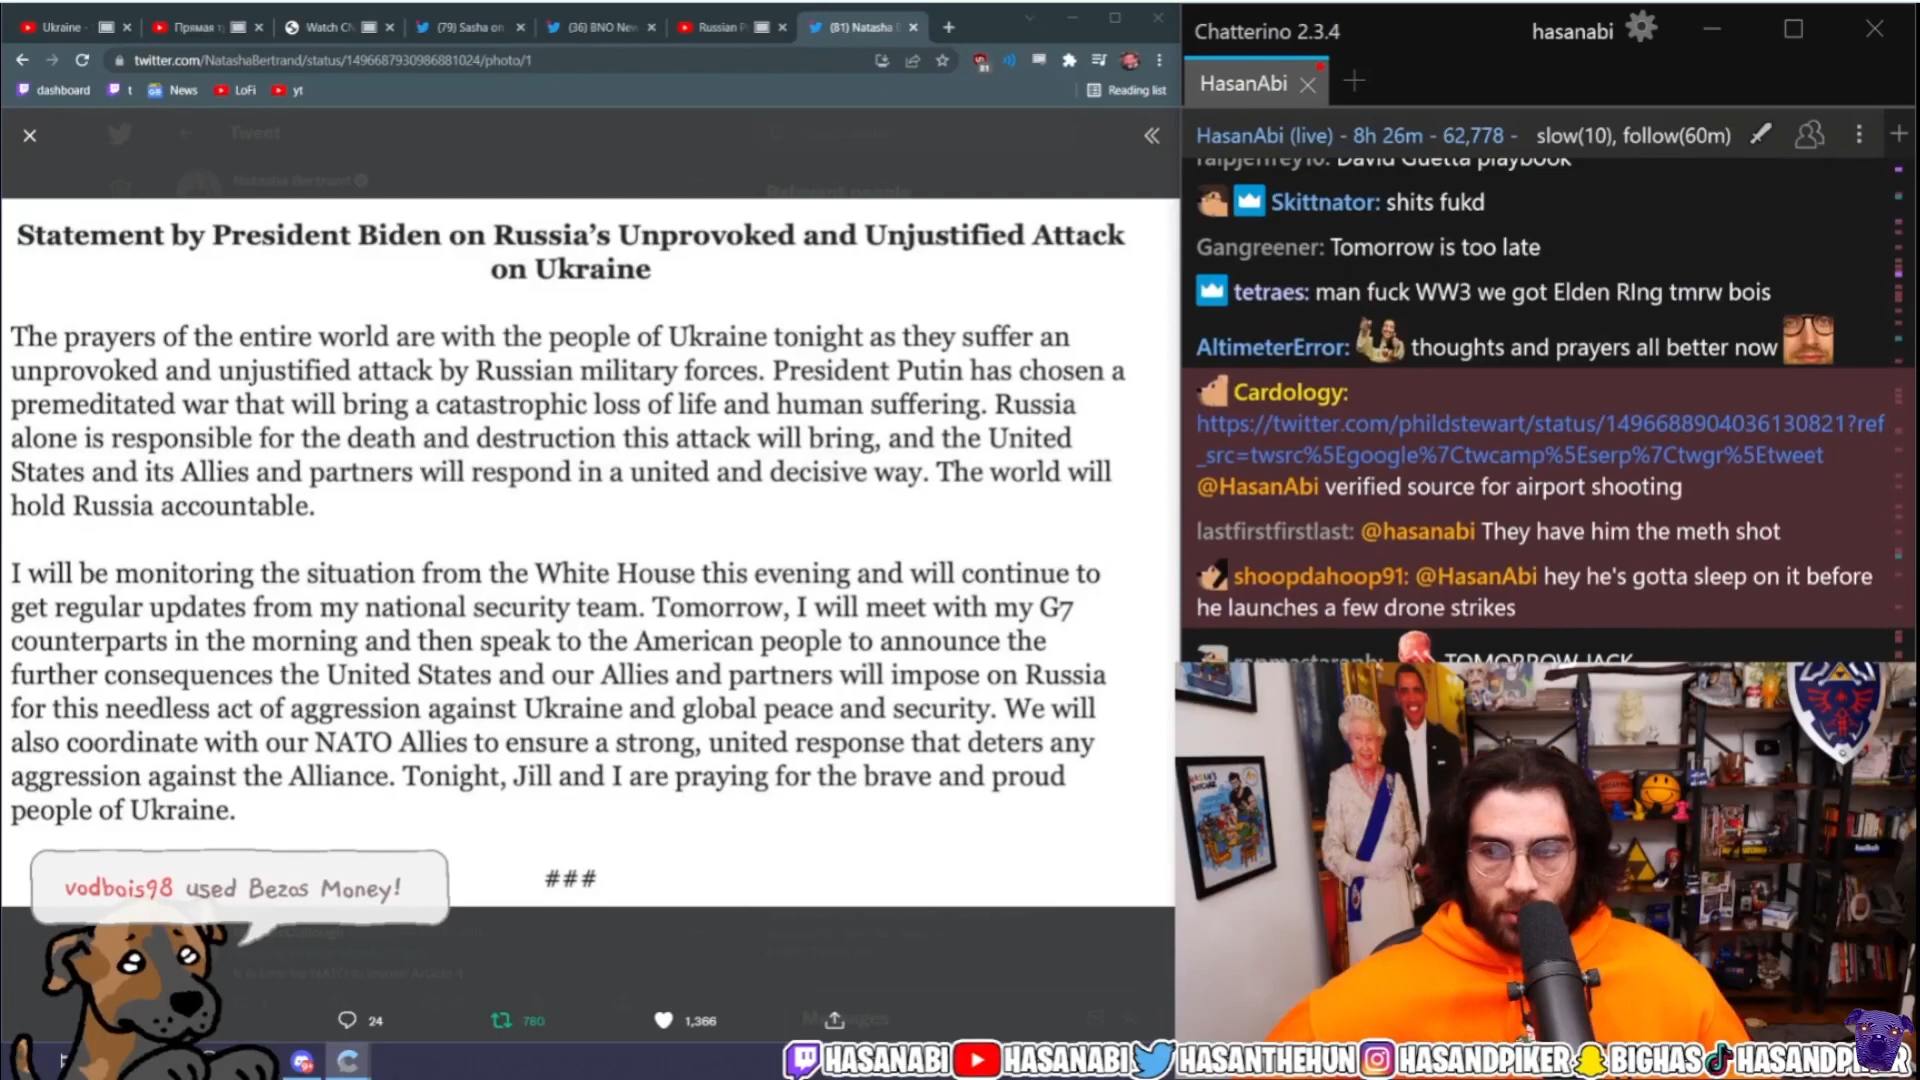 Ukraine -
Прямая т
Watch C
(79) Sasha on
(36) BNO New
Russian P
(81) Natasha B
twitter.com/NatashaBertrand/status/1496687930986881024/photo/1
dashboard
t
News
LoFi
yt
Reading list
Tweet
Natasha Bertrand
Relevant people
Statement by President Biden on Russia's Unprovoked and Unjustified Attack
on Ukraine
The prayers of the entire world are with the people of Ukraine tonight as they suffer an
unprovoked and unjustified attack by Russian military forces. President Putin has chosen a
premeditated war that will bring a catastrophic loss of life and human suffering. Russia
alone is responsible for the death and destruction this attack will bring, and the United
States and its Allies and partners will respond in a united and decisive way. The world will
hold Russia accountable.
I will be monitoring the situation from the White House this evening and will continue to
get regular updates from my national security team. Tomorrow, I will meet with my G7
counterparts in the morning and then speak to the American people to announce the
further consequences the United States and our Allies and partners will impose on Russia
for this needless act of aggression against Ukraine and global peace and security. We will
also coordinate with our NATO Allies to ensure a strong, united response that deters any
aggression against the Alliance. Tonight, Jill and I are praying for the brave and proud
people of Ukraine.
###
vodbois98 used Bezos Money!
24
780
1,366
Messages
Chatterino 2.3.4
hasanabi
HasanAbi
HasanAbi (live) - 8h 26m - 62,778 - slow(10), follow(60m)
David Guetta playbook
Skittnator: shits fukd
Gangreener: Tomorrow is too late
tetraes: man fuck WW3 we got Elden RIng tmrw bois
AltimeterError: thoughts and prayers all better now
Cardology:
https://twitter.com/phildstewart/status/1496688904036130821?ref
_src=twsrc%5Egoogle%7Ctwcamp%5Eserp%7Ctwgr%5Etweet
@HasanAbi verified source for airport shooting
lastfirstfirstlast: @hasanabi They have him the meth shot
shoopdahoop91: @HasanAbi hey he's gotta sleep on it before
he launches a few drone strikes
TOMORROW JACK
HASANABI
HASANABI
HASANTHEHUN
HASANDPIKER
BIGHAS
HASANDPIKER